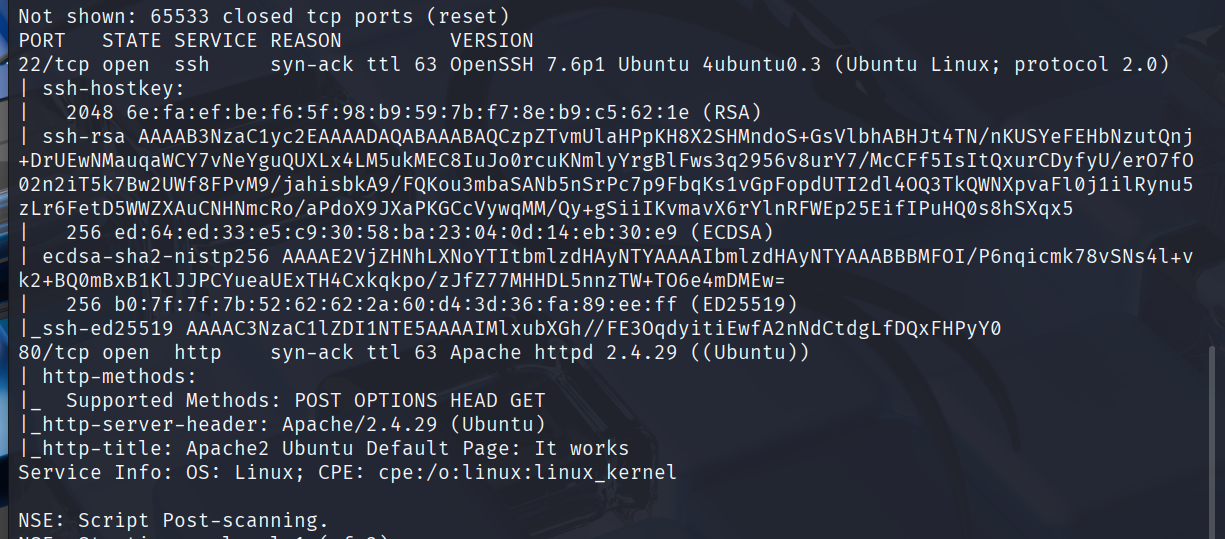 Not shown: 65533 closed tcp ports (reset)
PORT   STATE SERVICE REASON         VERSION
22/tcp open  ssh     syn-ack ttl 63 OpenSSH 7.6p1 Ubuntu 4ubuntu0.3 (Ubuntu Linux; protocol 2.0)
| ssh-hostkey:
|   2048 6e:fa:ef:be:f6:5f:98:b9:59:7b:f7:8e:b9:c5:62:1e (RSA)
| ssh-rsa AAAAB3NzaC1yc2EAAAADAQABAAABAQCzpZTvmUlaHPpKH8X2SHMndoS+GsVlbhABHJt4TN/nKUSYeFEHbNzutQnj
+DrUEwNMauqaWCY7vNeYguQUXLx4LM5ukMEC8IuJo0rcuKNmlyYrgBlFws3q2956v8urY7/McCFf5IsItQxurCDyfyU/erO7fO
02n2iT5k7Bw2UWf8FPvM9/jahisbkA9/FQKou3mbaSANb5nSrPc7p9FbqKs1vGpFopdUTI2dl4OQ3TkQWNXpvaFl0j1ilRynu5
zLr6FetD5WWZXAuCNHNmcRo/aPdoX9JXaPKGCcVywqMM/Qy+gSiiIKvmavX6rYlnRFWEp25EifIPuHQ0s8hSXqx5
|   256 ed:64:ed:33:e5:c9:30:58:ba:23:04:0d:14:eb:30:e9 (ECDSA)
| ecdsa-sha2-nistp256 AAAAE2VjZHNhLXNoYTItbmlzdHAyNTYAAAAIbmlzdHAyNTYAAABBBMFOI/P6nqicmk78vSNs4l+v
k2+BQ0mBxB1KlJJPCYueaUExTH4Cxkqkpo/zJfZ77MHHDL5nnzTW+TO6e4mDMEw=
|   256 b0:7f:7f:7b:52:62:62:2a:60:d4:3d:36:fa:89:ee:ff (ED25519)
|_ssh-ed25519 AAAAC3NzaC1lZDI1NTE5AAAAIMlxubXGh//FE3OqdyitiEwfA2nNdCtdgLfDQxFHPyY0
80/tcp open  http    syn-ack ttl 63 Apache httpd 2.4.29 ((Ubuntu))
| http-methods:
|_  Supported Methods: POST OPTIONS HEAD GET
|_http-server-header: Apache/2.4.29 (Ubuntu)
|_http-title: Apache2 Ubuntu Default Page: It works
Service Info: OS: Linux; CPE: cpe:/o:linux:linux_kernel
NSE: Script Post-scanning.